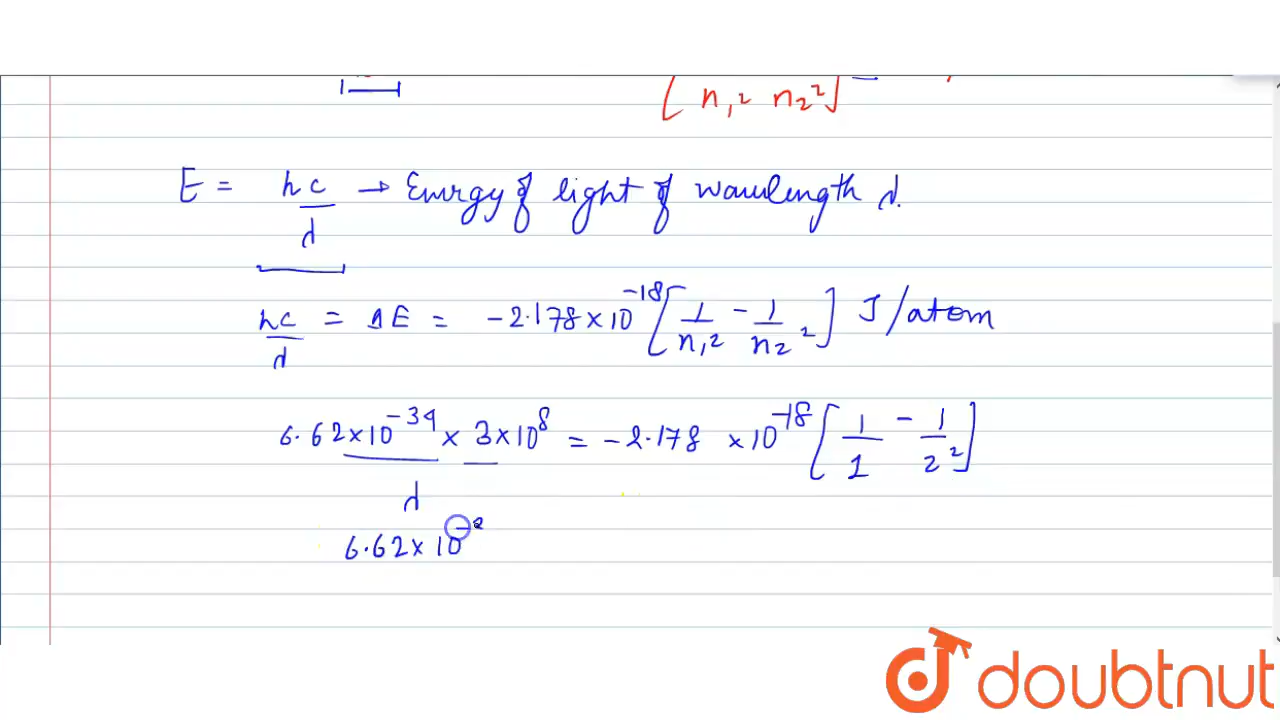 [ n₁² n₂² ]
E = hc/d → Energy of light of wavelength d.
hc/d = ΔE = -2.178 × 10⁻¹⁸ [ 1/n₁² - 1/n₂² ] J/atom
6.62 × 10⁻³⁴ × 3 × 10⁸ / d = -2.178 × 10⁻¹⁸ [ 1/1 - 1/2² ]
6.62 × 10⁻²
doubtnut